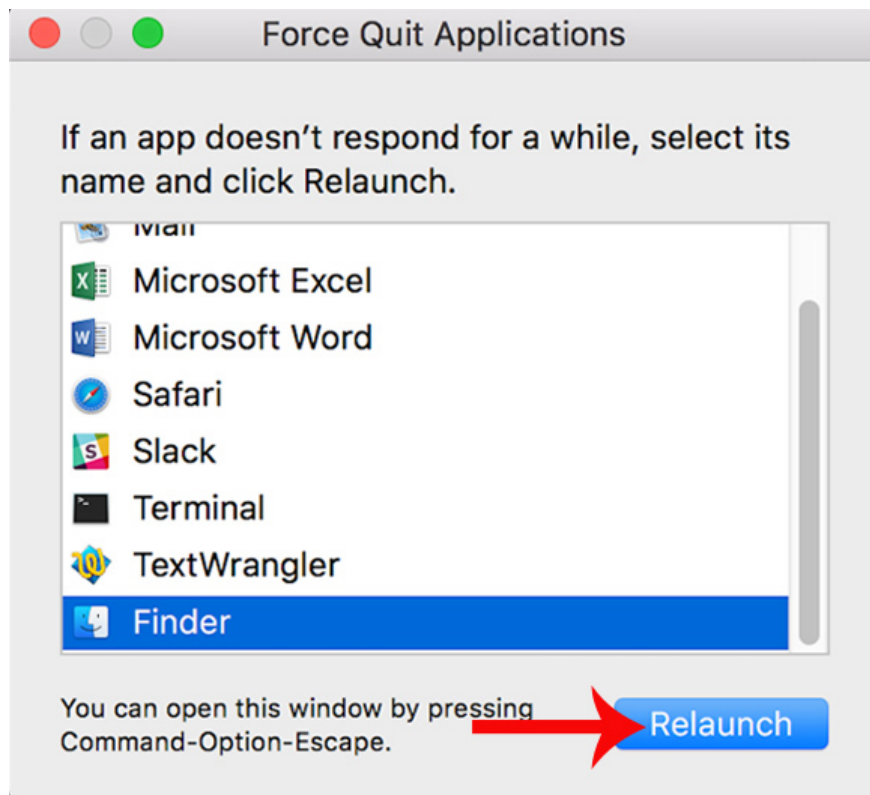 Force Quit Applications
If an app doesn’t respond for a while, select its
name and click Relaunch.
Mail
Microsoft Excel
Microsoft Word
Safari
Slack
Terminal
TextWrangler
Finder
You can open this window by pressing
Command-Option-Escape.
Relaunch